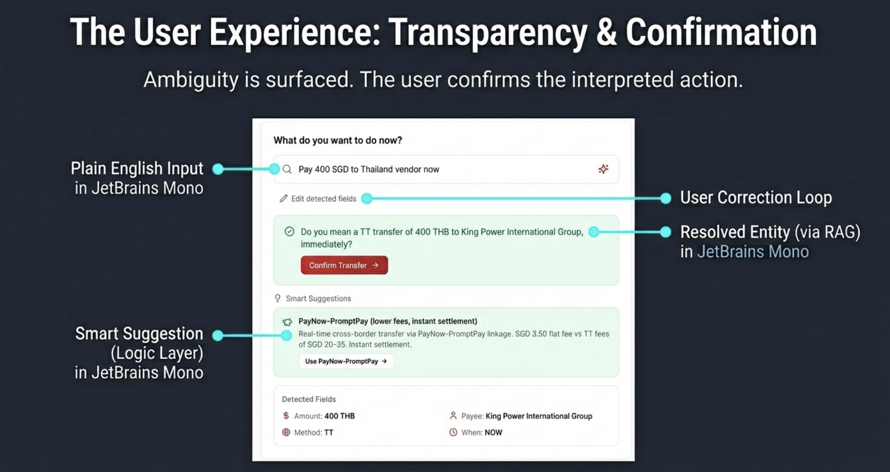 The User Experience: Transparency & Confirmation
Ambiguity is surfaced. The user confirms the interpreted action.
What do you want to do now?
Plain English Input
in JetBrains Mono
Pay 400 SGD to Thailand vendor now
Edit detected fields
User Correction Loop
Do you mean a TT transfer of 400 THB to King Power International Group,
immediately?
Confirm Transfer →
Resolved Entity (via RAG)
in JetBrains Mono
Smart Suggestions
Smart Suggestion
(Logic Layer)
in JetBrains Mono
PayNow-PromptPay (lower fees, instant settlement)
Real-time cross-border transfer via PayNow-PromptPay linkage. SGD 3.50 flat fee vs TT fees
of SGD 20-35. Instant settlement.
Use PayNow-PromptPay →
Detected Fields
$ Amount: 400 THB
Payee: King Power International Group
Method: TT
When: NOW